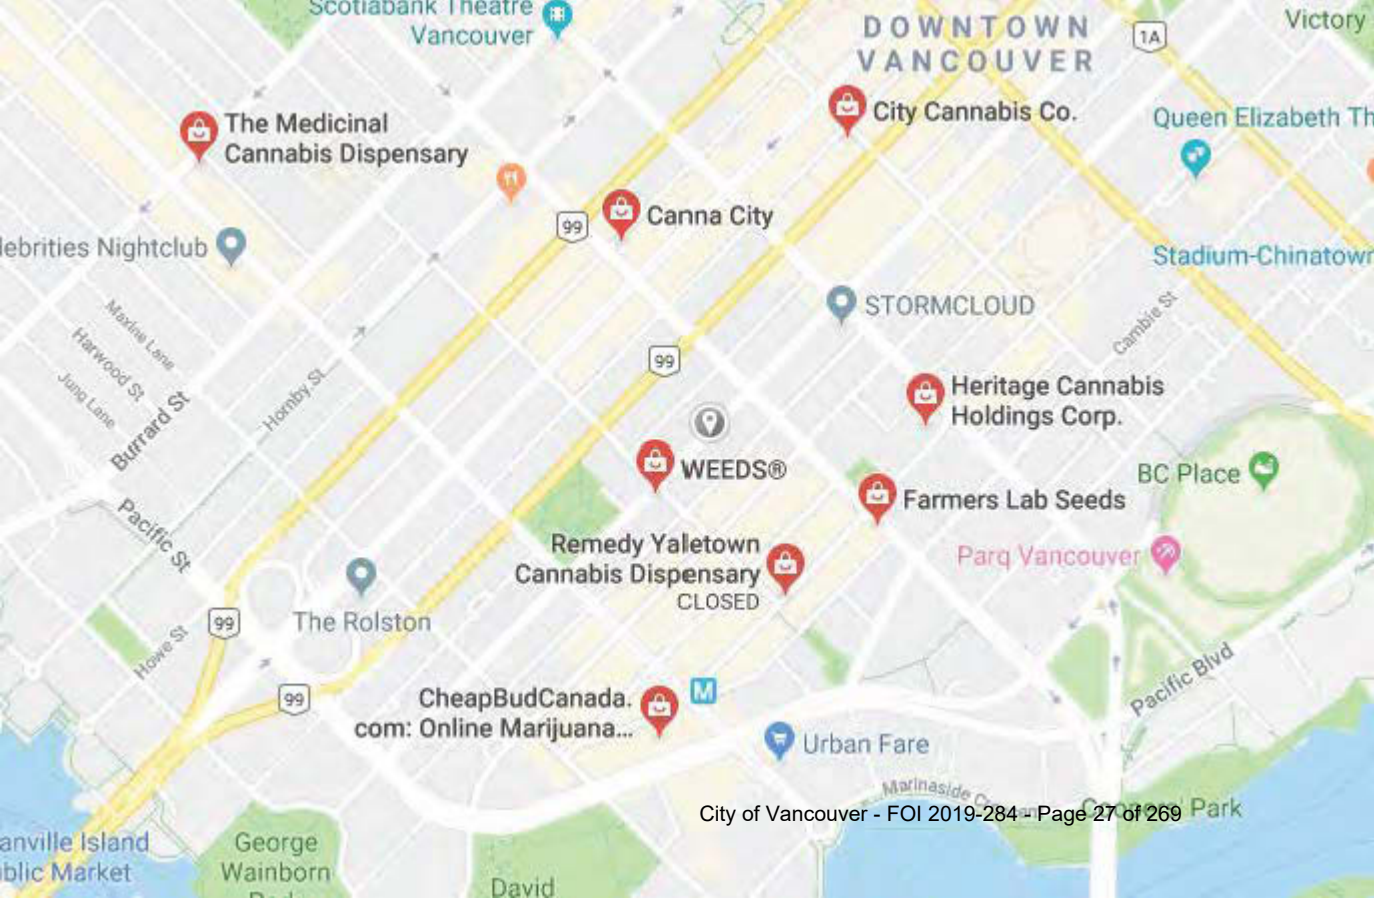 Scotiabank Theatre
Vancouver
DOWNTOWN
VANCOUVER
1A
Victory
The Medicinal
Cannabis Dispensary
City Cannabis Co.
Queen Elizabeth Th
99
Canna City
lebrities Nightclub
Stadium-Chinatown
STORMCLOUD
Cambie St
Maxine Lane
Harwood St
Jung Lane
Burrard St
Hornby St
99
Heritage Cannabis
Holdings Corp.
WEEDS®
BC Place
Farmers Lab Seeds
Pacific St
Remedy Yaletown
Cannabis Dispensary
CLOSED
Parq Vancouver
99
The Rolston
Howe St
99
CheapBudCanada.
com: Online Marijuana...
M
Urban Fare
Pacific Blvd
Marinaside
City of Vancouver - FOI 2019-284 - Page 27 of 269
Park
anville Island
blic Market
George
Wainborn
David